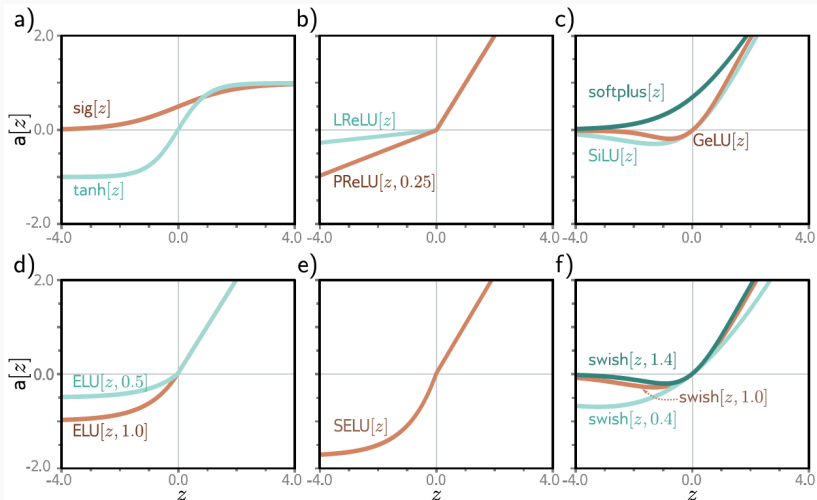 a)
b)
c)
2.0
0.0
-2.0
a[z]
sig[z]
tanh[z]
LReLU[z]
PReLU[z, 0.25]
softplus[z]
GeLU[z]
SiLU[z]
-4.0 0.0 4.0
-4.0 0.0 4.0
-4.0 0.0 4.0
d)
e)
f)
2.0
0.0
-2.0
a[z]
ELU[z, 0.5]
ELU[z, 1.0]
SELU[z]
swish[z, 1.4]
swish[z, 1.0]
swish[z, 0.4]
-4.0 0.0 4.0
-4.0 0.0 4.0
-4.0 0.0 4.0
z
z
z